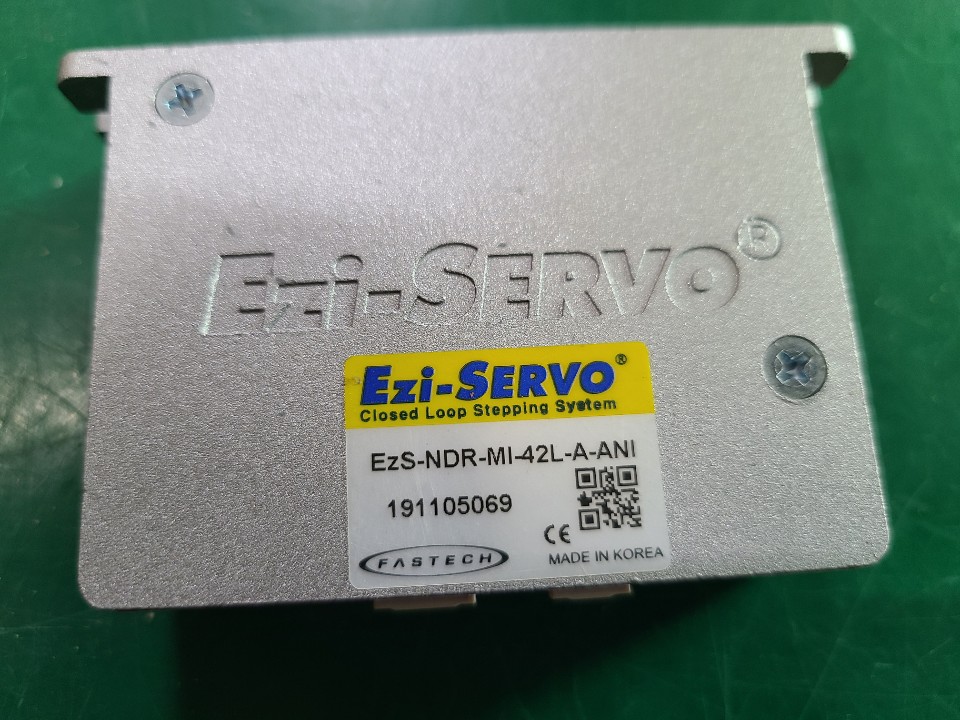 Ezi-SERVO®
Ezi-SERVO®
Closed Loop Stepping System
EzS-NDR-MI-42L-A-ANI
191105069
CE
FASTECH
MADE IN KOREA